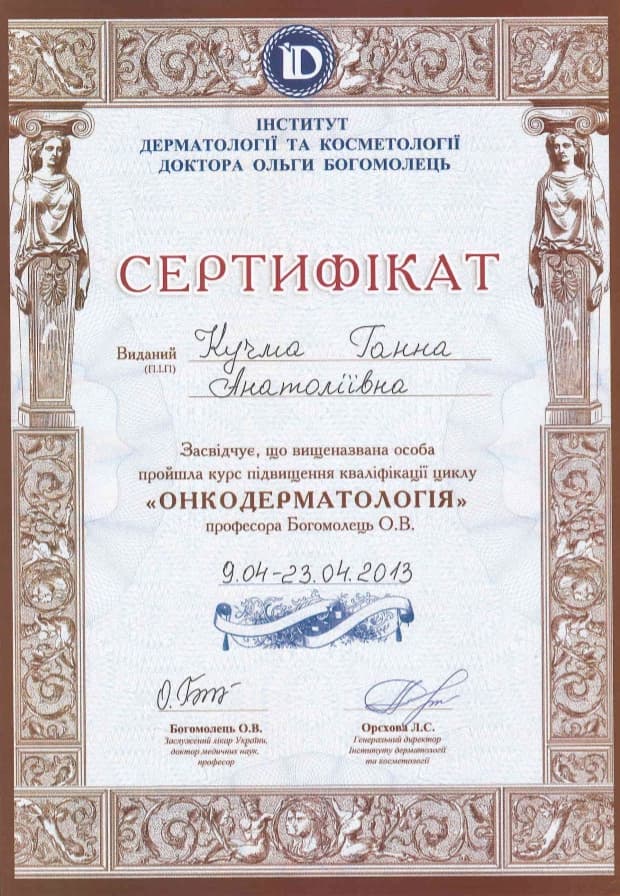 ІНСТИТУТ
ДЕРМАТОЛОГІЇ ТА КОСМЕТОЛОГІЇ
ДОКТОРА ОЛЬГИ БОГОМОЛЕЦЬ
СЕРТИФІКАТ
Виданий Кучма Ганна
(П.І.П) Анатоліївна
Засвідчує, що вищеназвана особа
пройшла курс підвищення кваліфікації циклу
«ОНКОДЕРМАТОЛОГІЯ»
професора Богомолець О.В.
9.04-23.04.2013
Богомолець О.В.
Заслужений лікар України,
доктор медичних наук,
професор
Орєхова Л.С.
Генеральний директор
Інституту дерматології
та косметології